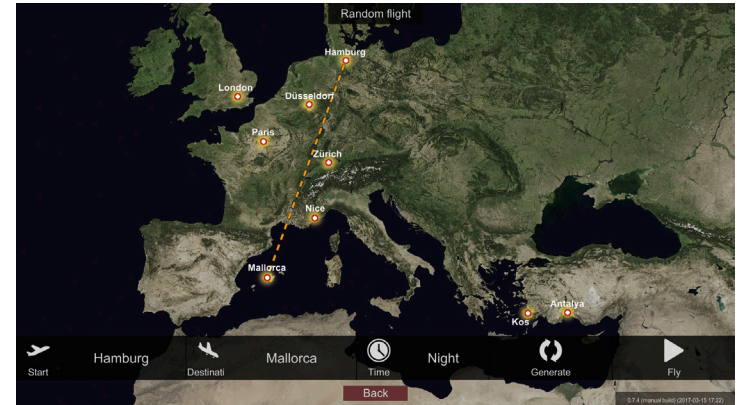 Random flight
Hamburg
London
Düsseldorf
Paris
Zürich
Nice
Mallorca
Antalya
Kos
Hamburg Mallorca Night
Start Destinati Time Generate Fly
Back
0.7.4 (manual build) (2017-03-15 17:22)